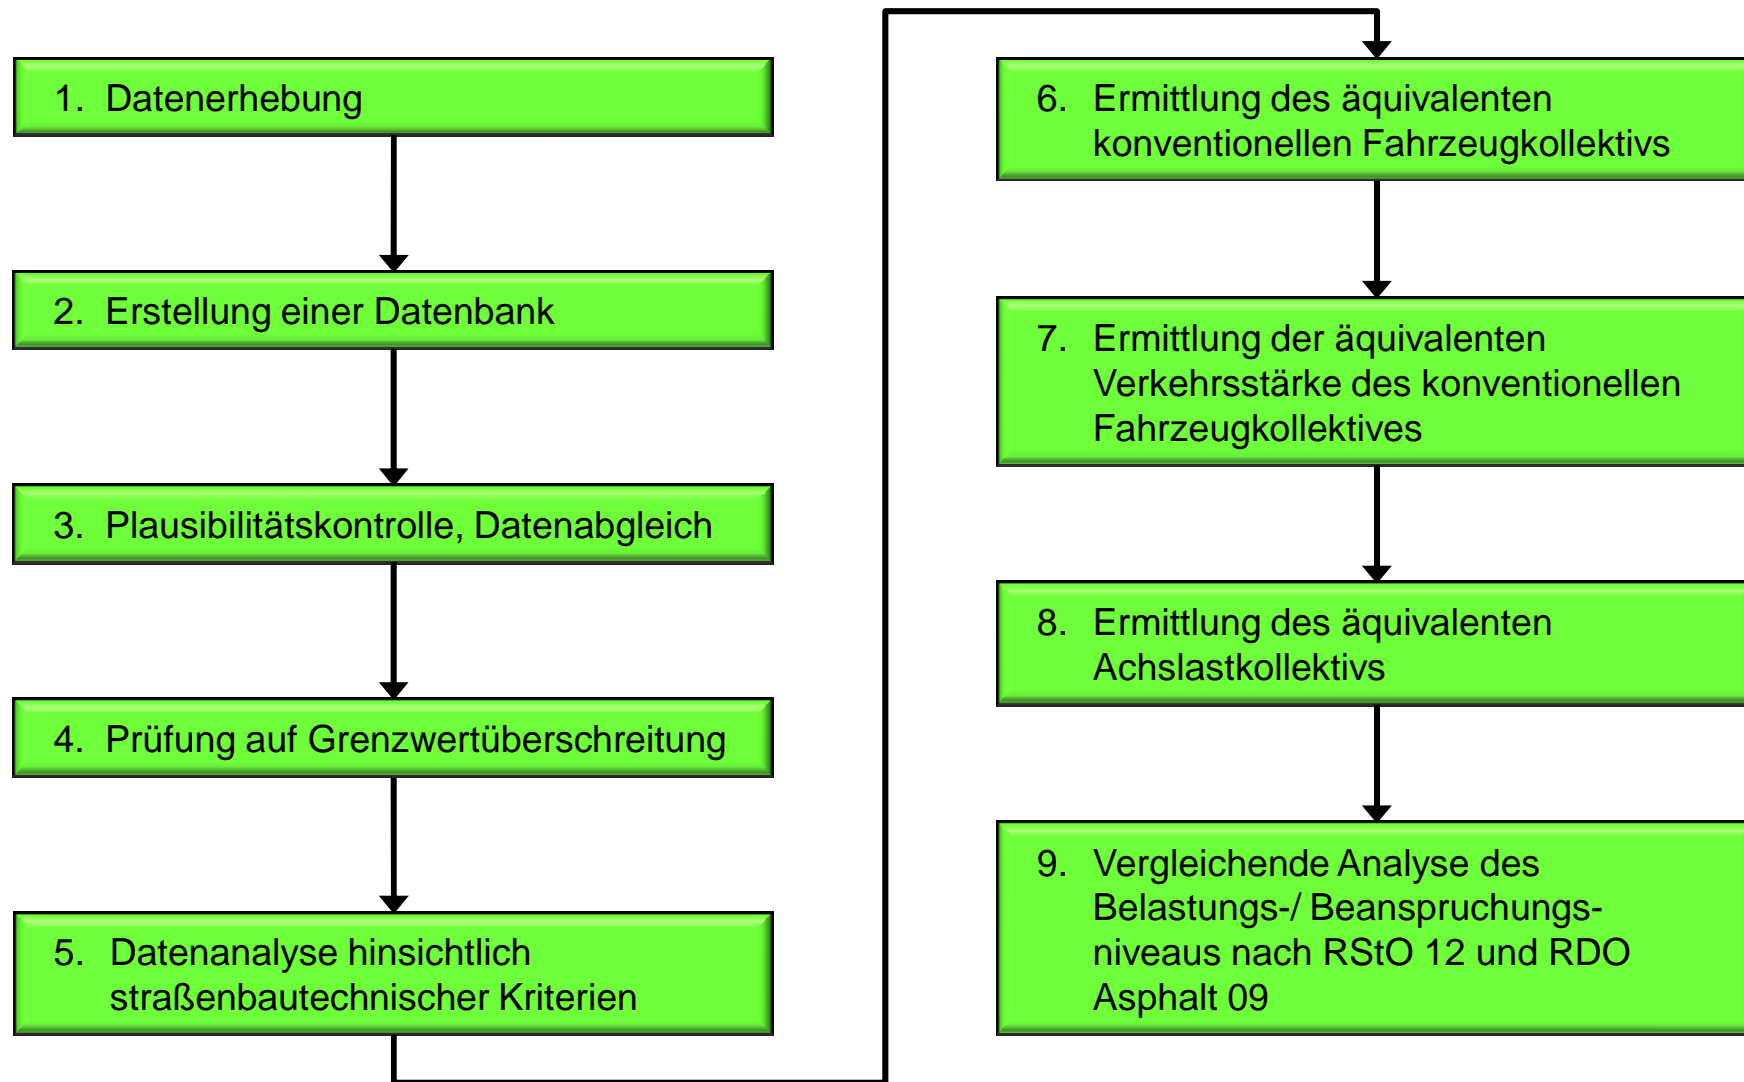 1. Datenerhebung
2. Erstellung einer Datenbank
3. Plausibilitätskontrolle, Datenabgleich
4. Prüfung auf Grenzwertüberschreitung
5. Datenanalyse hinsichtlich
straßenbautechnischer Kriterien
6. Ermittlung des äquivalenten
konventionellen Fahrzeugkollektivs
7. Ermittlung der äquivalenten
Verkehrsstärke des konventionellen
Fahrzeugkollektives
8. Ermittlung des äquivalenten
Achslastkollektivs
9. Vergleichende Analyse des
Belastungs-/ Beanspruchungs-
niveaus nach RStO 12 und RDO
Asphalt 09